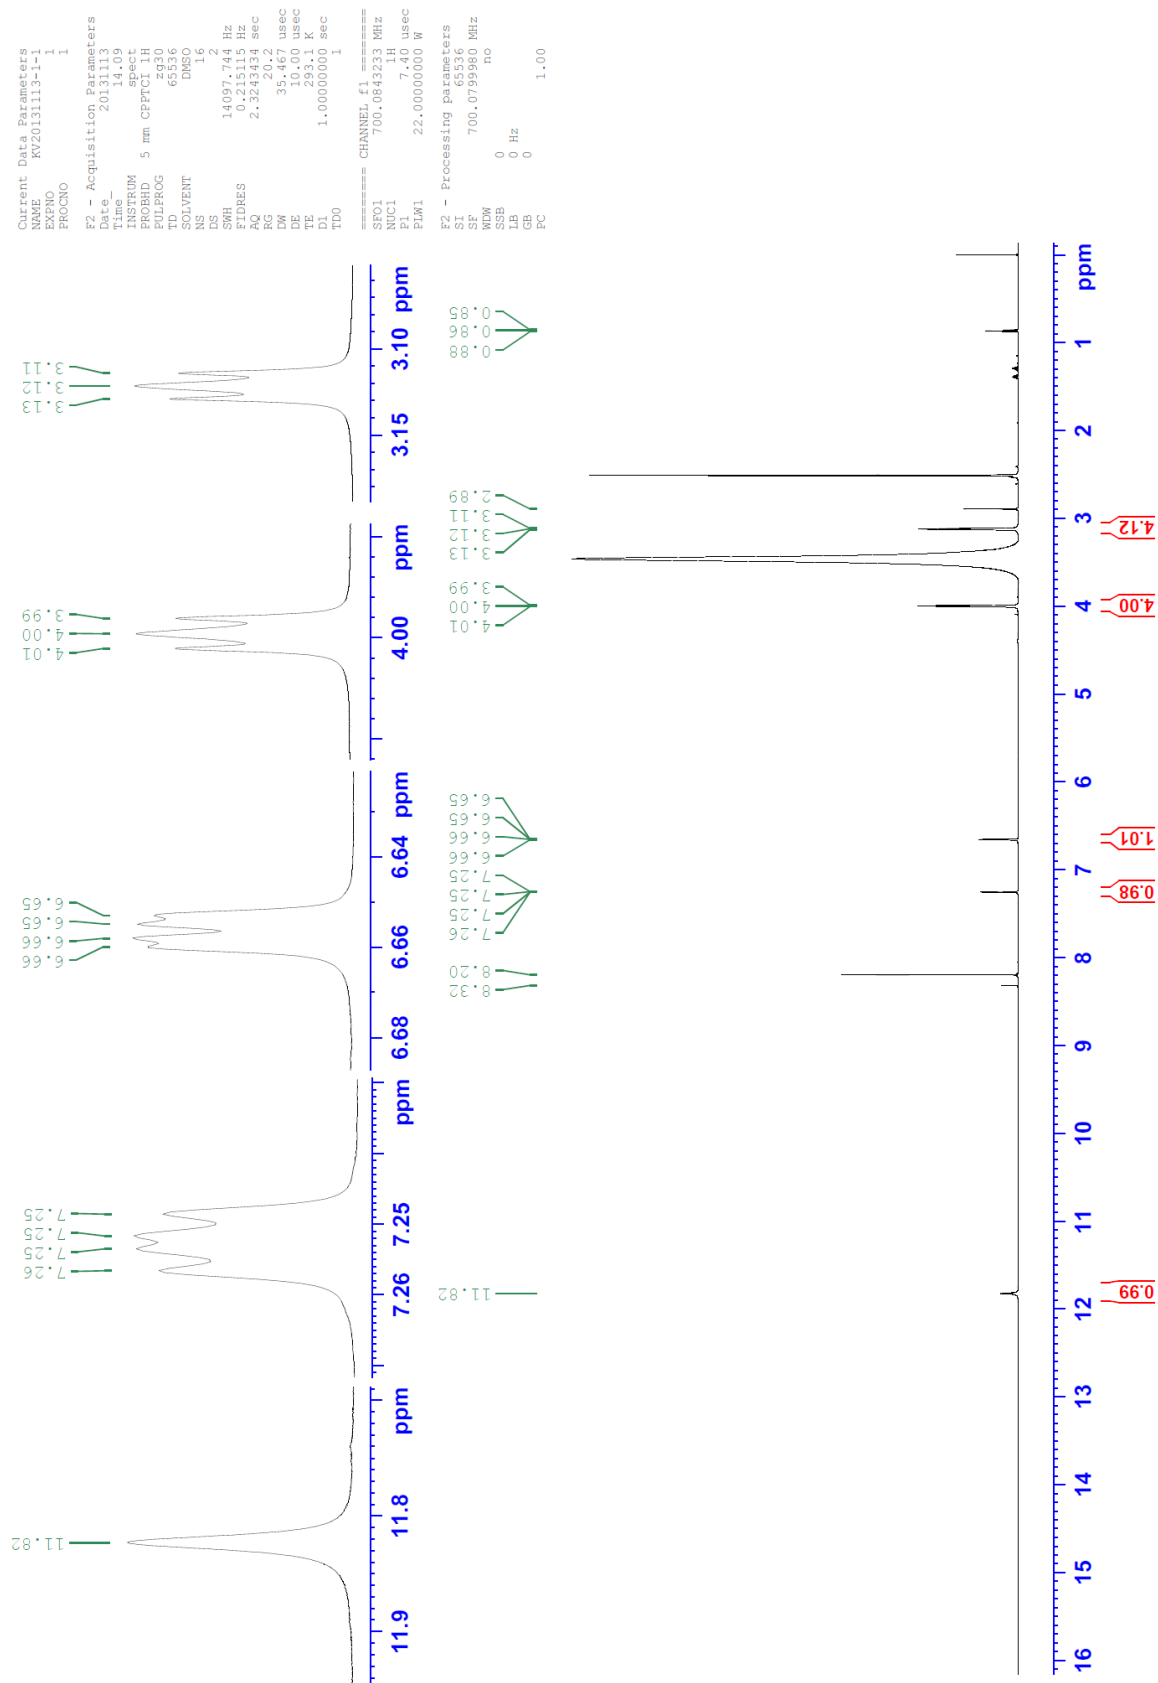 Current Data Parameters
NAME KV20131113-1-1
EXPNO 1
PROCNO 1
F2 - Acquisition Parameters
Date_ 20131113
Time 14.09
INSTRUM spect
PROBHD 5 mm CPPTCI 1H
PULPROG zg30
TD 65536
SOLVENT DMSO
NS 16
DS 2
SWH 14097.744 Hz
FIDRES 0.215115 Hz
AQ 2.3243434 sec
RG 20.2
DW 35.467 usec
DE 10.00 usec
TE 293.1 K
D1 1.00000000 sec
TD0 1
======== CHANNEL f1 ========
SFO1 700.0843233 MHz
NUC1 1H
P1 7.40 usec
PLW1 22.00000000 W
F2 - Processing parameters
SI 65536
SF 700.0799980 MHz
WDW no
SSB 0
LB 0 Hz
GB 0
PC 1.00
11.82
11.9 11.8 ppm
7.26
7.25
7.25
7.25
7.26 7.25 ppm
6.66
6.66
6.65
6.65
6.68 6.66 6.64 ppm
4.01
4.00
3.99
4.00 ppm
3.13
3.12
3.11
3.15 3.10 ppm
11.82
8.32
8.20
7.26
7.25
7.25
7.25
6.66
6.66
6.65
6.65
4.01
4.00
3.99
3.13
3.12
3.11
2.89
0.88
0.86
0.85
16 15 14 13 12 11 10 9 8 7 6 5 4 3 2 1 ppm
0.99
0.98
1.01
4.00
4.12